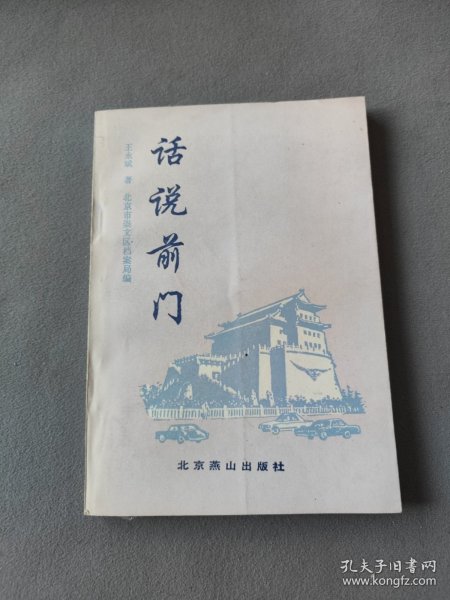 话说前门
王永斌 著 北京市崇文区档案局编
北京燕山出版社
孔夫子旧书网
www.kongfz.com